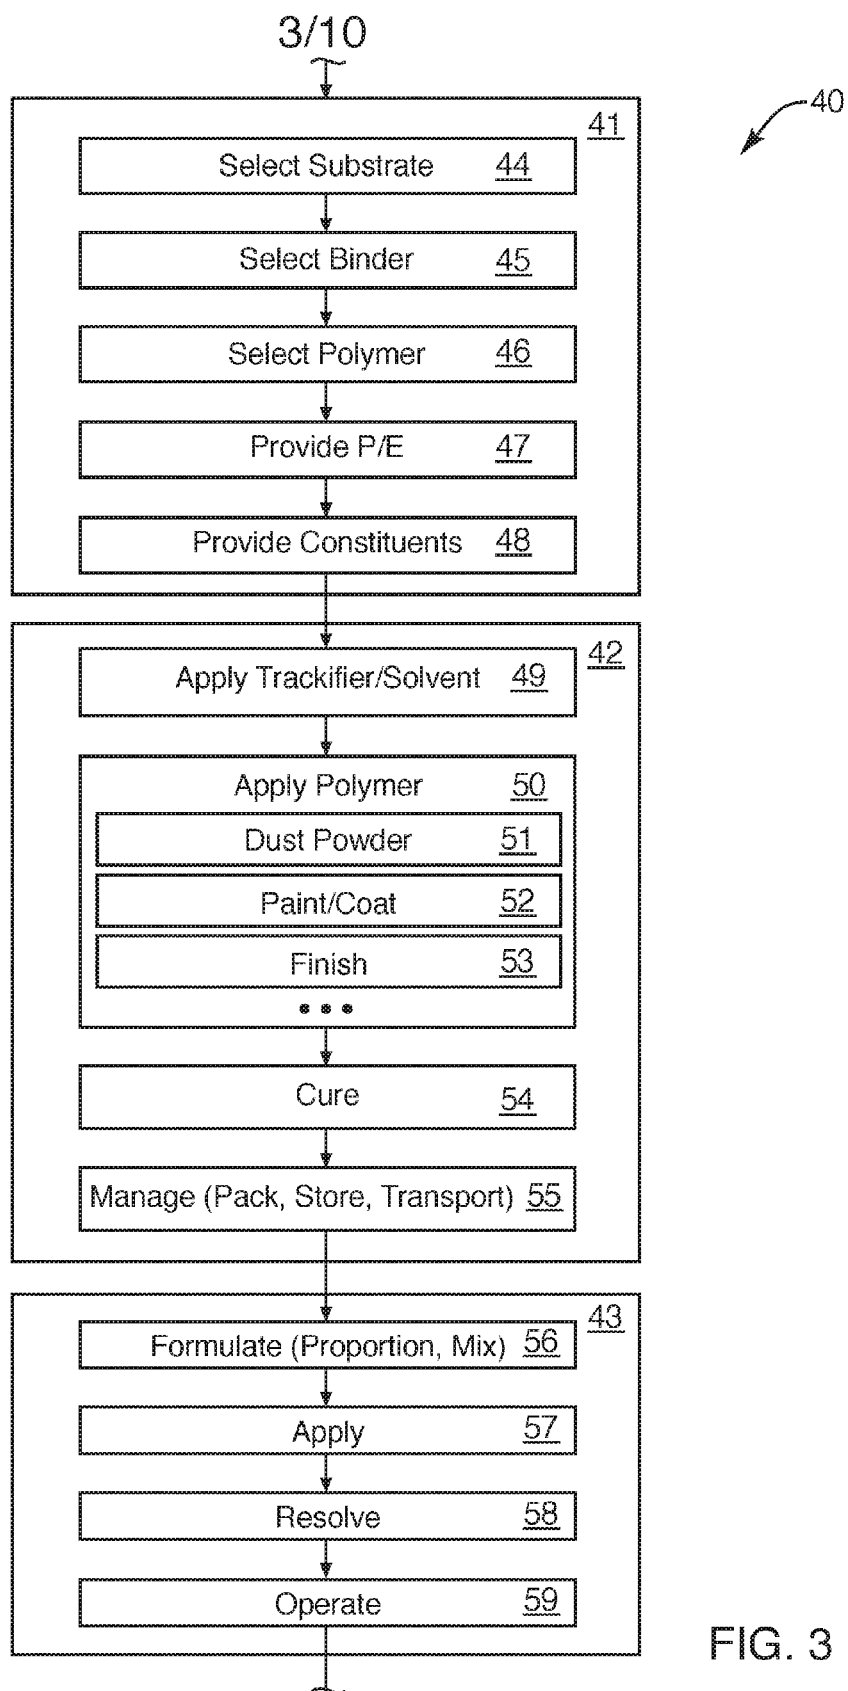 3/10
40
41
Select Substrate 44
Select Binder 45
Select Polymer 46
Provide P/E 47
Provide Constituents 48
42
Apply Trackifier/Solvent 49
Apply Polymer 50
Dust Powder 51
Paint/Coat 52
Finish 53
• • •
Cure 54
Manage (Pack, Store, Transport) 55
43
Formulate (Proportion, Mix) 56
Apply 57
Resolve 58
Operate 59
FIG. 3